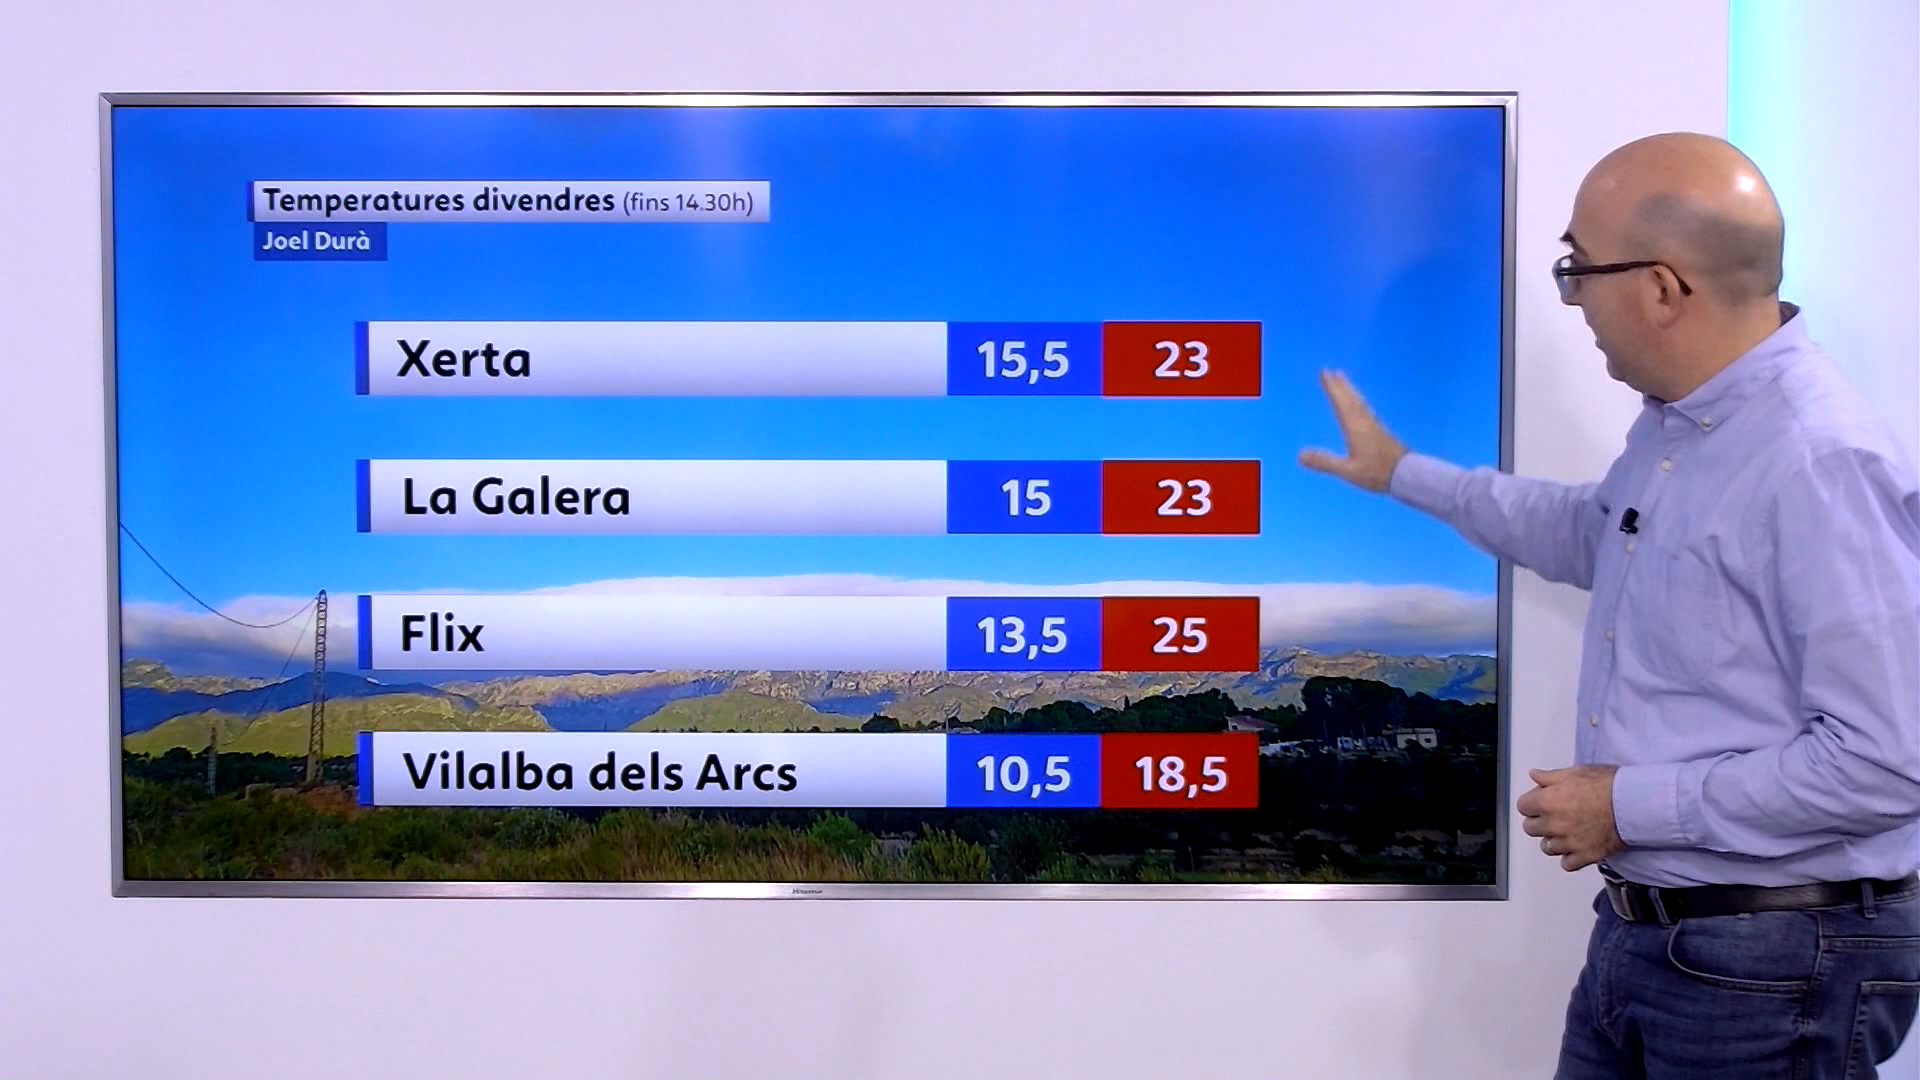 Temperatures divendres (fins 14.30h)
Joel Durà
Xerta 15,5 23
La Galera 15 23
Flix 13,5 25
Vilalba dels Arcs 10,5 18,5
Hisense